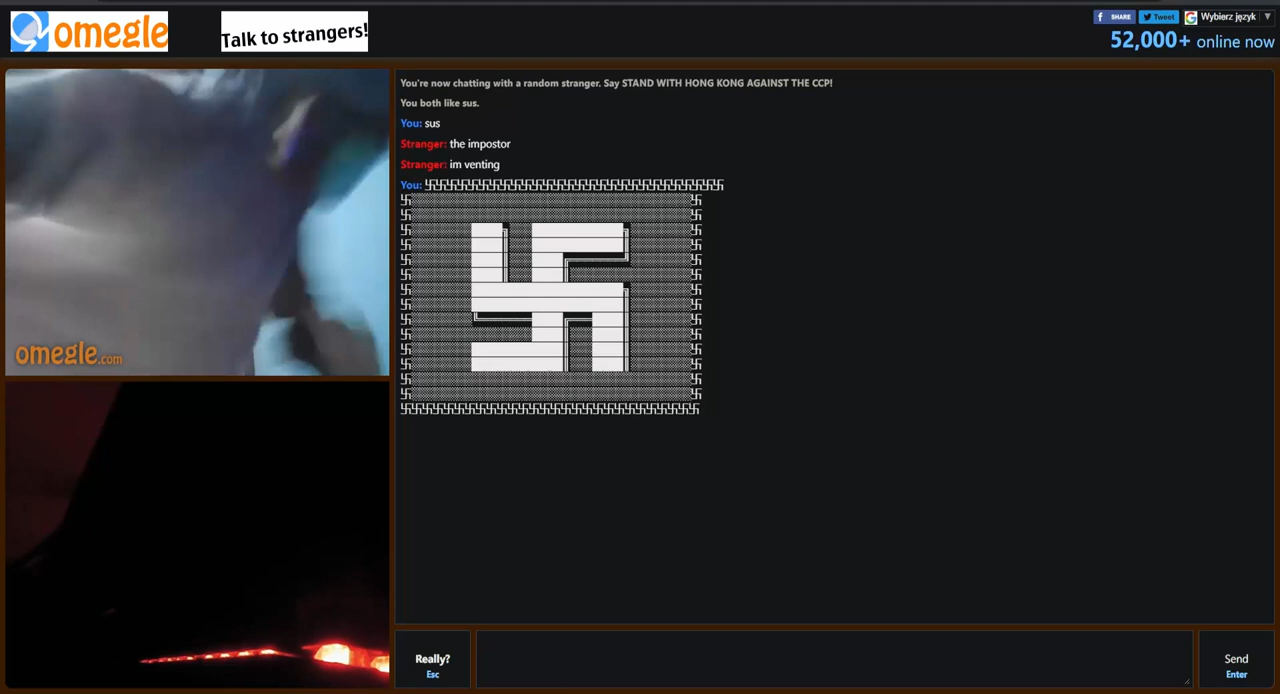 omegle
Talk to strangers!
f SHARE
Tweet
G Wybierz język ▼
52,000+ online now
You're now chatting with a random stranger. Say STAND WITH HONG KONG AGAINST THE CCP!
You both like sus.
You: sus
Stranger: the impostor
Stranger: im venting
You:
omegle.com
Really?
Esc
Send
Enter